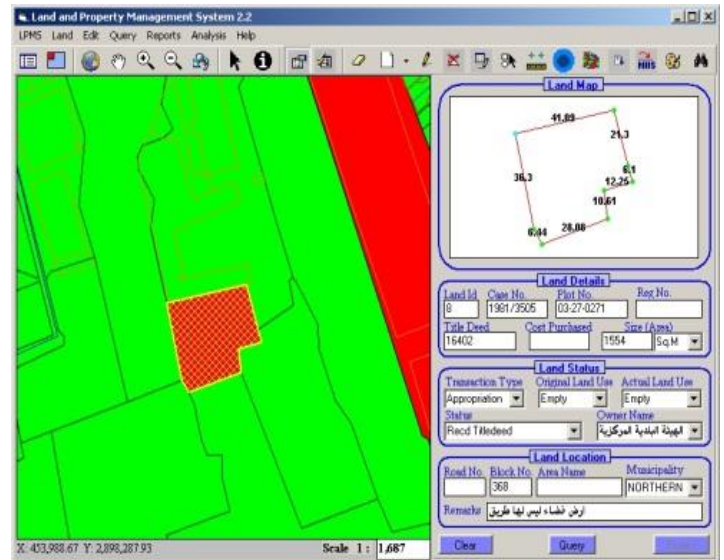 Land and Property Management System 2.2
LPMS Land Edit Query Reports Analysis Help
Land Map
41.89
21.3
6.1
12.25
10.61
28.08
6.44
36.3
Land Details
Land Id Case No. Plot No. Reg No.
8 1981/3505 03-27-0271
Title Deed Cost Purchased Size (Area)
16402 1554 Sq.M
Land Status
Transaction Type Original Land Use Actual Land Use
Appropriation Empty Empty
Status Owner Name
Recd Titledeed الهيئة البلدية المركزية
Land Location
Road No. Block No. Area Name Municipality
368 NORTHERN
Remarks ارض فضاء ليس لها طريق
Clear Query
X: 453,988.67 Y: 2,898,287.93 Scale 1 : 1,687